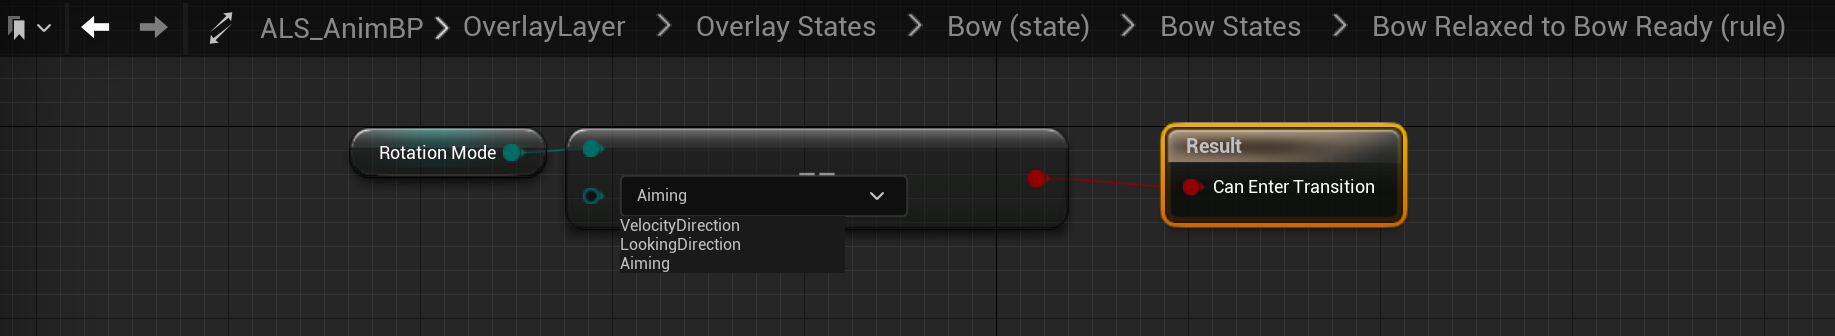 ALS_AnimBP > OverlayLayer > Overlay States > Bow (state) > Bow States > Bow Relaxed to Bow Ready (rule)
Rotation Mode
==
Aiming
VelocityDirection
LookingDirection
Aiming
Result
Can Enter Transition